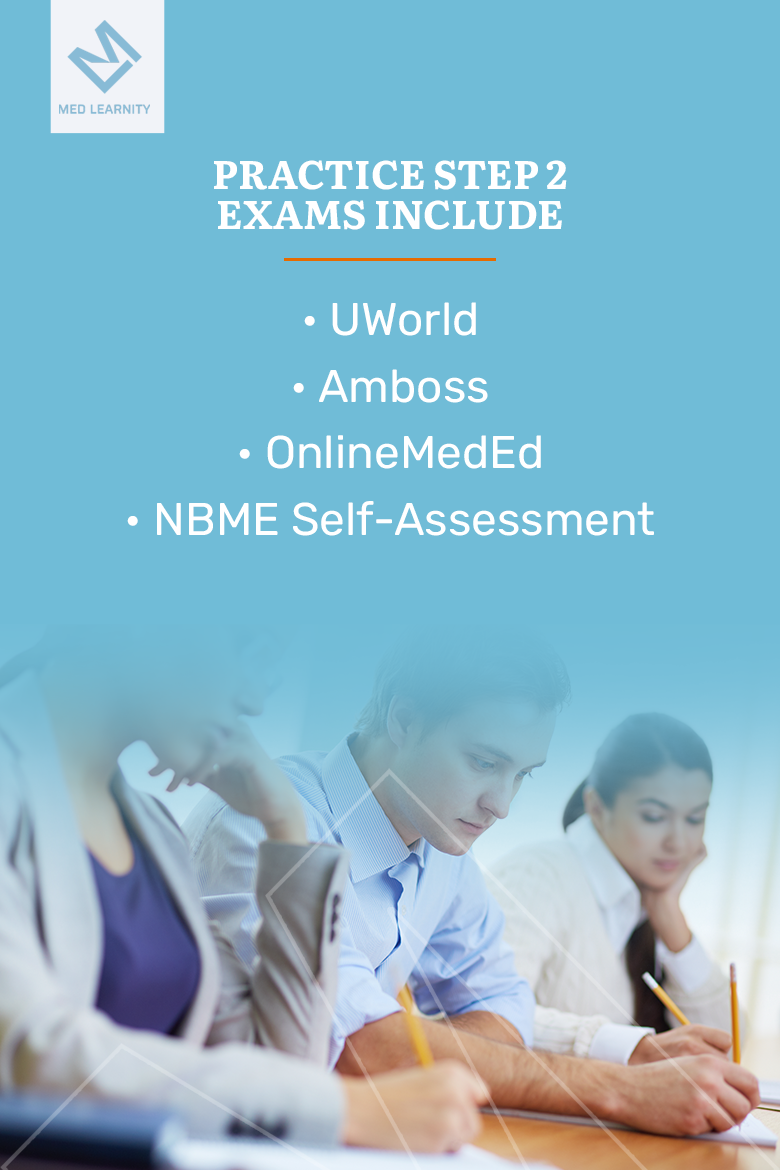 MED LEARNITY
PRACTICE STEP 2
EXAMS INCLUDE
• UWorld
• Amboss
• OnlineMedEd
• NBME Self-Assessment